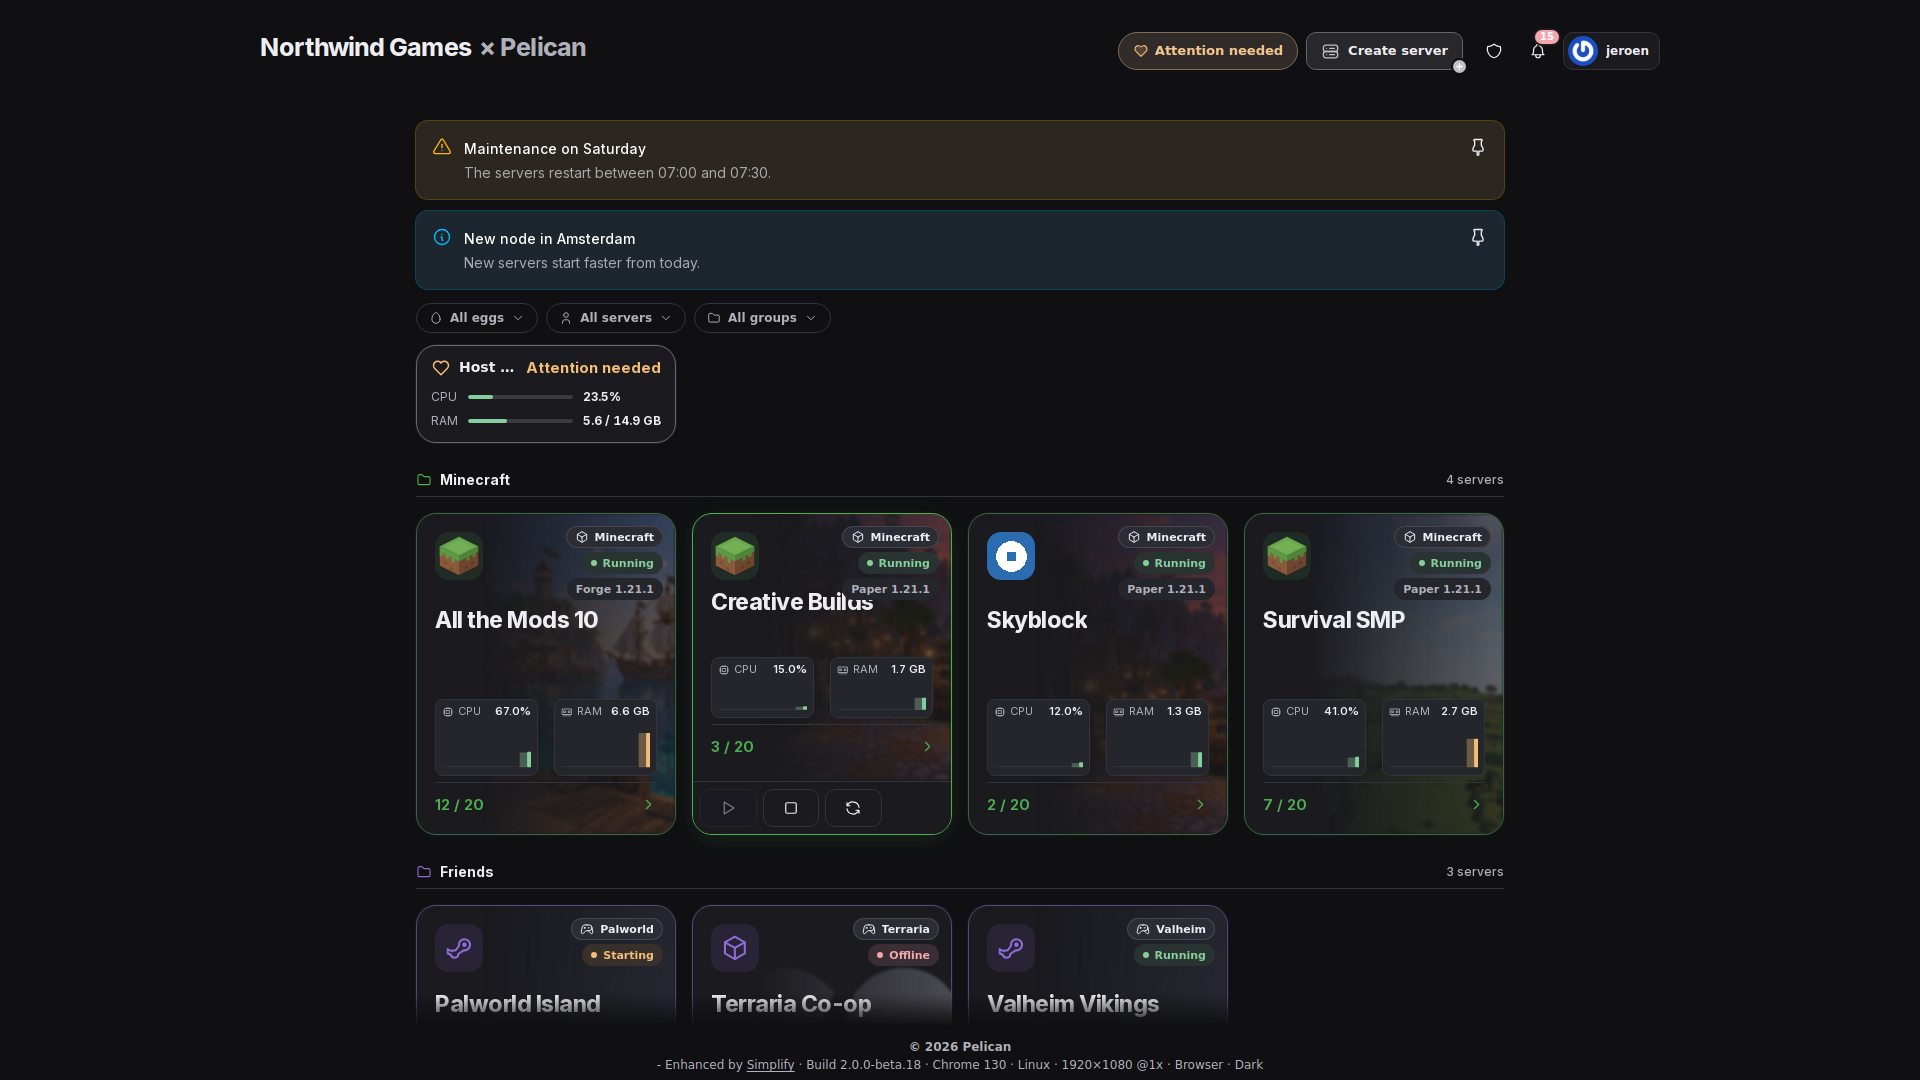 Northwind Games × Pelican
Attention needed
Create server
15
jeroen
Maintenance on Saturday
The servers restart between 07:00 and 07:30.
New node in Amsterdam
New servers start faster from today.
All eggs
All servers
All groups
Host ... Attention needed
CPU 23.5%
RAM 5.6 / 14.9 GB
Minecraft
4 servers
Minecraft
Running
Forge 1.21.1
All the Mods 10
CPU 67.0%
RAM 6.6 GB
12 / 20
Minecraft
Running
Paper 1.21.1
Creative Builds
CPU 15.0%
RAM 1.7 GB
3 / 20
Minecraft
Running
Paper 1.21.1
Skyblock
CPU 12.0%
RAM 1.3 GB
2 / 20
Minecraft
Running
Paper 1.21.1
Survival SMP
CPU 41.0%
RAM 2.7 GB
7 / 20
Friends
3 servers
Palworld
Starting
Palworld Island
Terraria
Offline
Terraria Co-op
Valheim
Running
Valheim Vikings
© 2026 Pelican
- Enhanced by Simplify · Build 2.0.0-beta.18 · Chrome 130 · Linux · 1920×1080 @1x · Browser · Dark